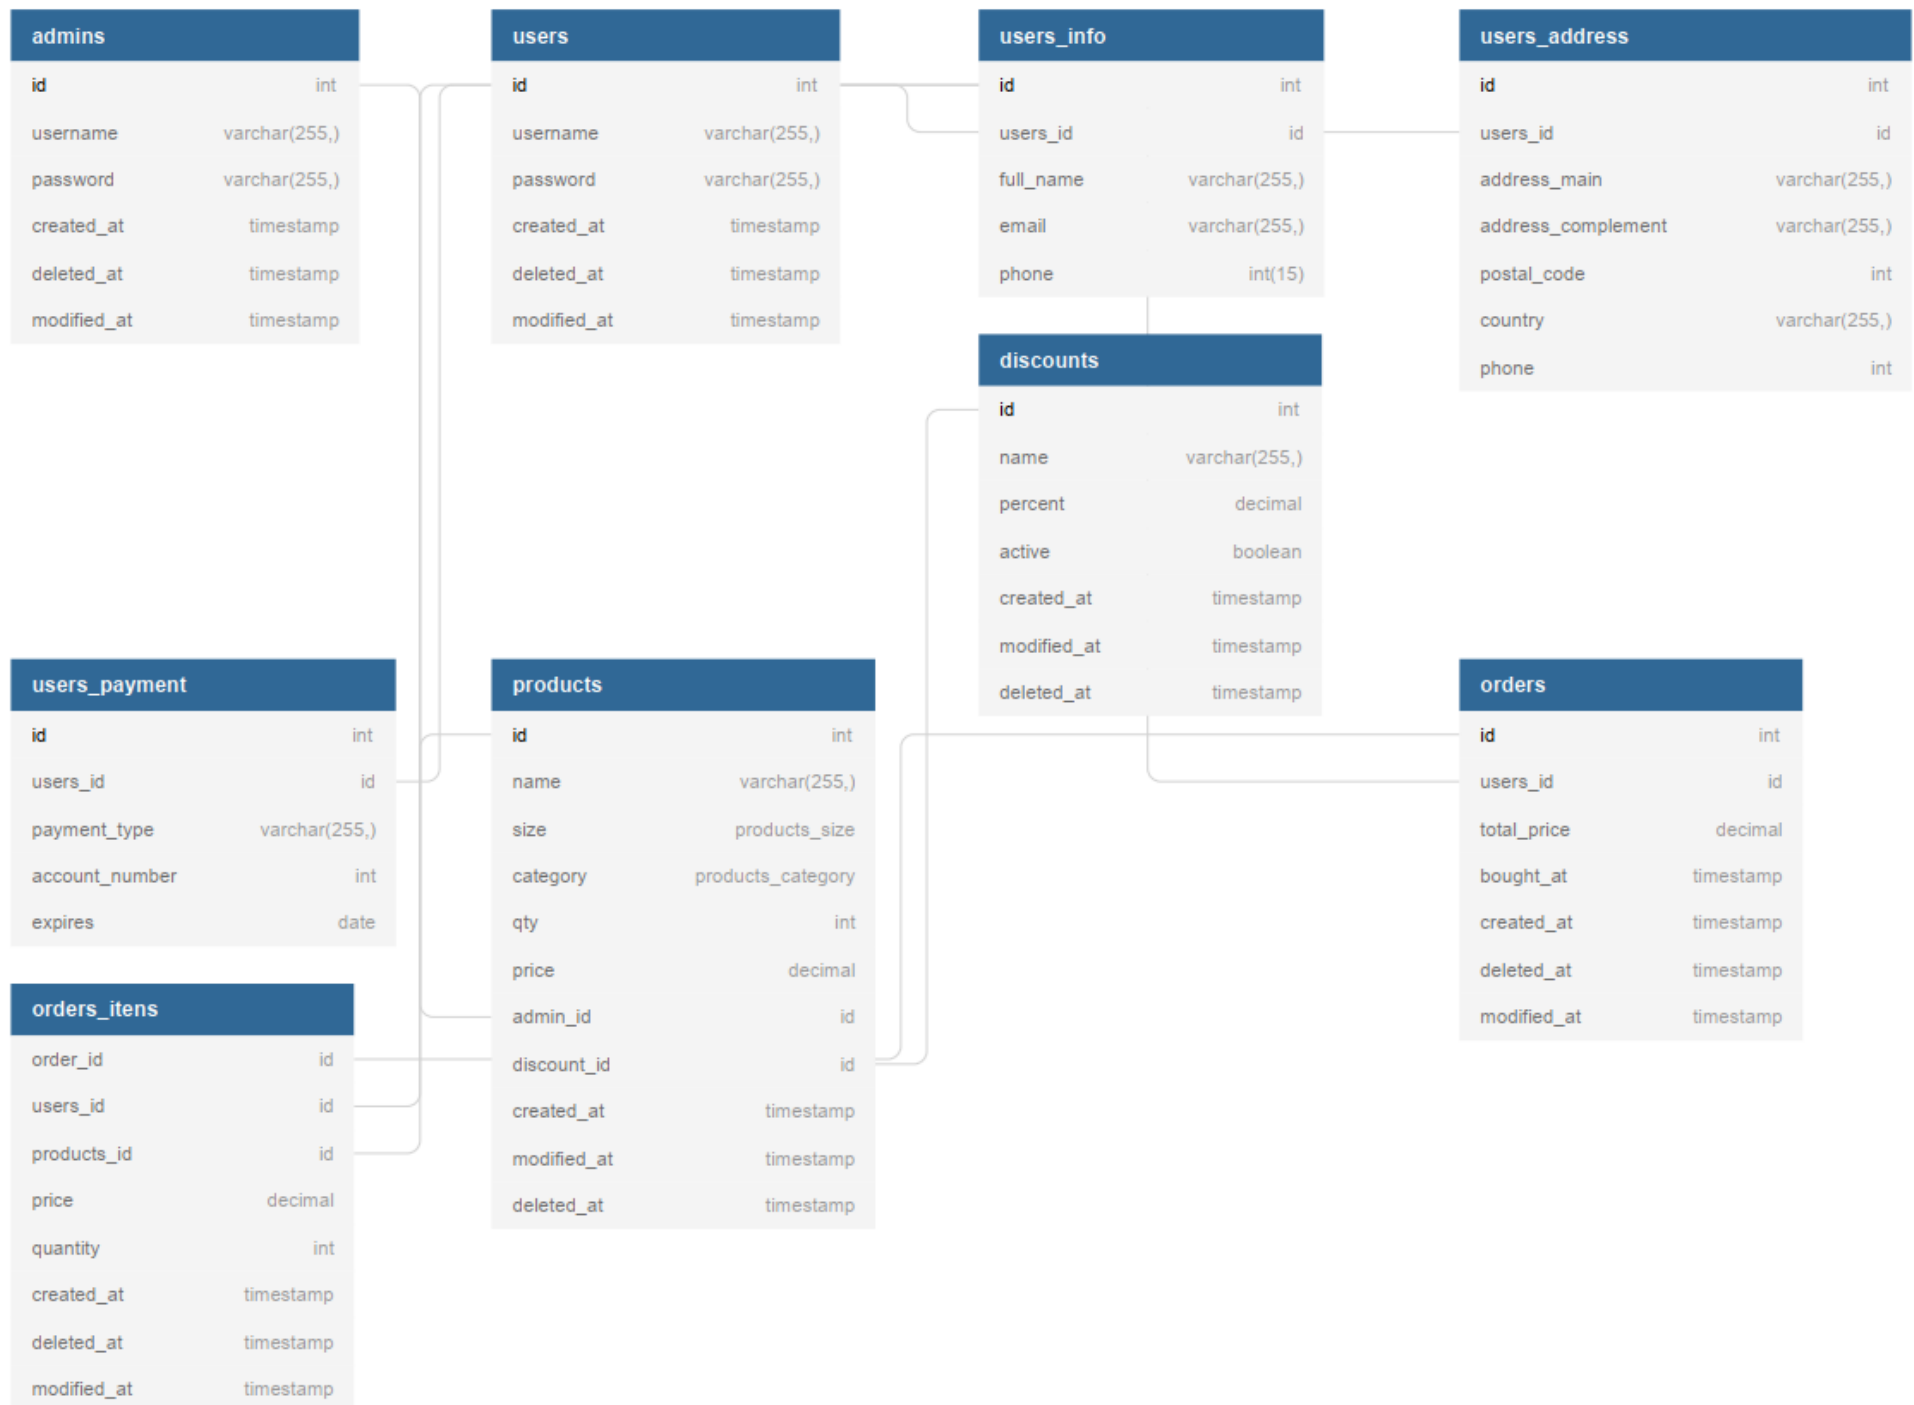 admins
id int
username varchar(255,)
password varchar(255,)
created_at timestamp
deleted_at timestamp
modified_at timestamp
users
id int
username varchar(255,)
password varchar(255,)
created_at timestamp
deleted_at timestamp
modified_at timestamp
users_info
id int
users_id id
full_name varchar(255,)
email varchar(255,)
phone int(15)
users_address
id int
users_id id
address_main varchar(255,)
address_complement varchar(255,)
postal_code int
country varchar(255,)
phone int
discounts
id int
name varchar(255,)
percent decimal
active boolean
created_at timestamp
modified_at timestamp
deleted_at timestamp
users_payment
id int
users_id id
payment_type varchar(255,)
account_number int
expires date
products
id int
name varchar(255,)
size products_size
category products_category
qty int
price decimal
admin_id id
discount_id id
created_at timestamp
modified_at timestamp
deleted_at timestamp
orders
id int
users_id id
total_price decimal
bought_at timestamp
created_at timestamp
deleted_at timestamp
modified_at timestamp
orders_itens
order_id id
users_id id
products_id id
price decimal
quantity int
created_at timestamp
deleted_at timestamp
modified_at timestamp